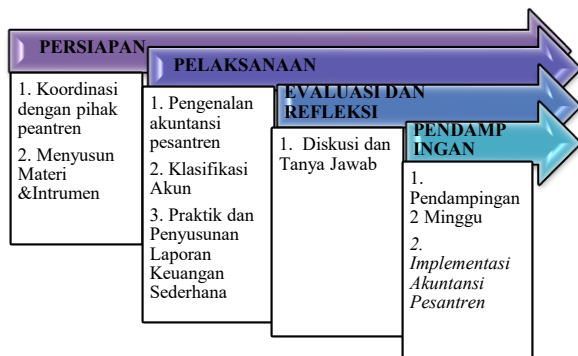 PERSIAPAN
1. Koordinasi
dengan pihak
peantren
2. Menyusun
Materi
&Intrumen
PELAKSANAAN
1. Pengenalan
akuntansi
pesantren
2. Klasifikasi
Akun
3. Praktik dan
Penyusunan
Laporan
Keuangan
Sederhana
EVALUASI DAN
REFLEKSI
1. Diskusi dan
Tanya Jawab
PENDAMP
INGAN
1.
Pendampingan
2 Minggu
2.
Implementasi
Akuntansi
Pesantren